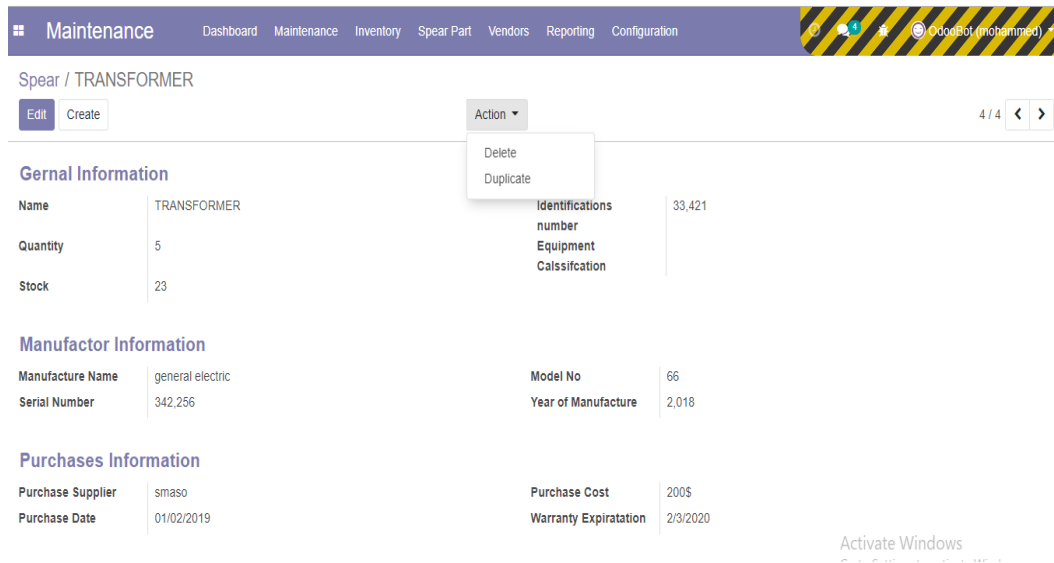 Maintenance Dashboard Maintenance Inventory Spear Part Vendors Reporting Configuration 4 OdooBot (mohammed)
Spear / TRANSFORMER
Edit Create Action 4 / 4
Delete
Duplicate
Gernal Information
Name TRANSFORMER Identifications number 33,421
Quantity 5 Equipment Calssifcation
Stock 23
Manufactor Information
Manufacture Name general electric Model No 66
Serial Number 342,256 Year of Manufacture 2,018
Purchases Information
Purchase Supplier smaso Purchase Cost 200$
Purchase Date 01/02/2019 Warranty Expiratation 2/3/2020
Activate Windows